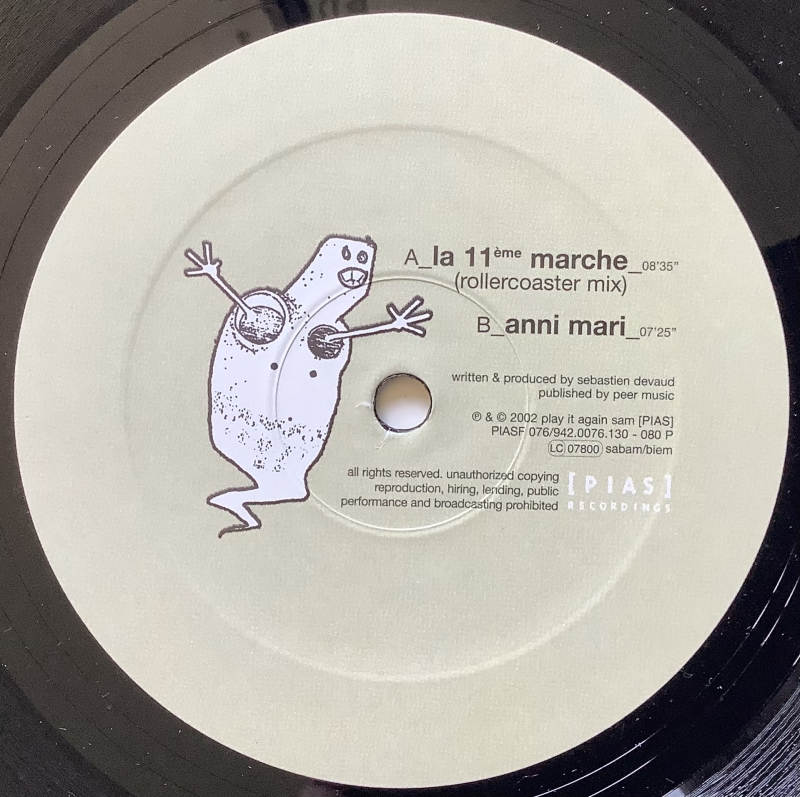 A_la 11ème marche_08'35"
(rollercoaster mix)
B_anni mari_07'25"
written & produced by sebastien devaud
published by peer music
℗ & © 2002 play it again sam [PIAS]
PIASF 076/942.0076.130 - 080 P
LC 07800 sabam/biem
all rights reserved. unauthorized copying
reproduction, hiring, lending, public
performance and broadcasting prohibited
[PIAS]
RECORDINGS